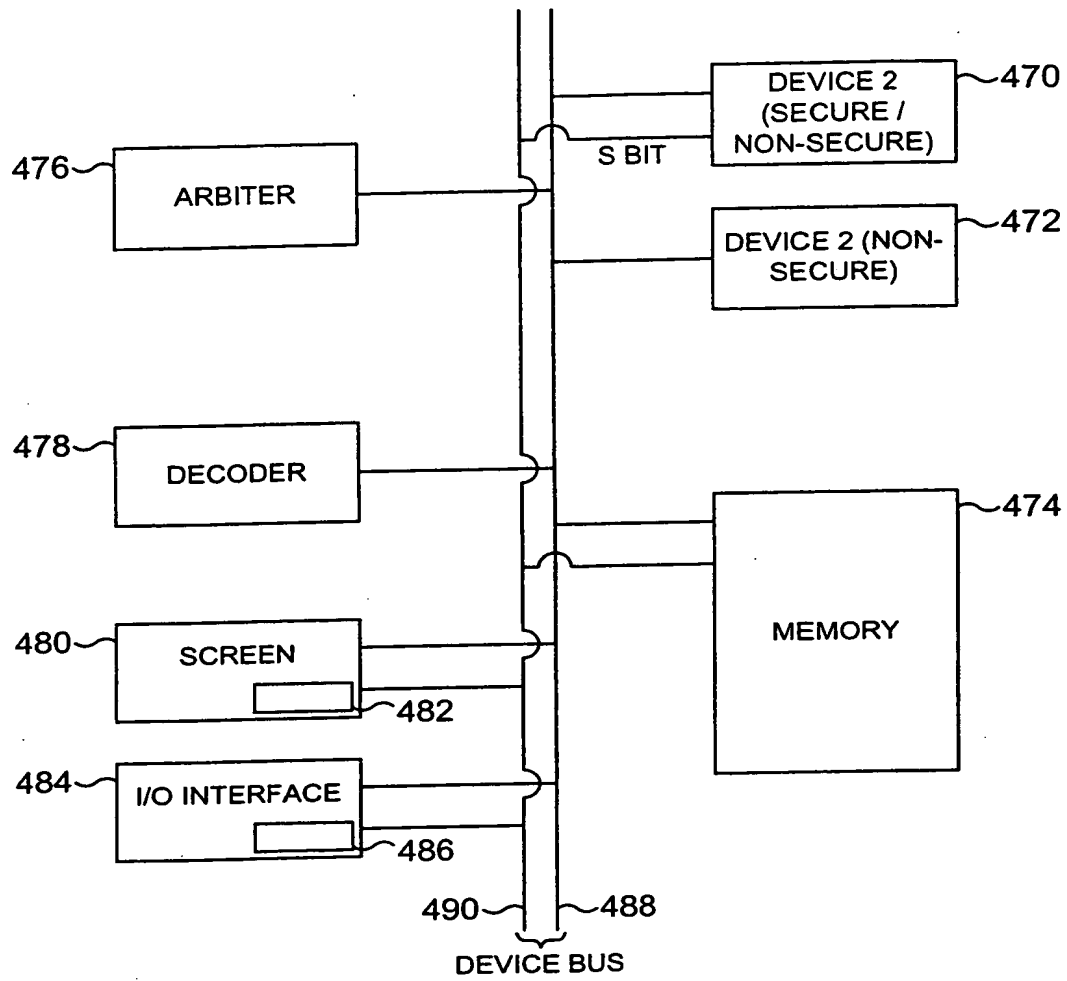 DEVICE 2
(SECURE /
NON-SECURE)
470
S BIT
476
ARBITER
DEVICE 2 (NON-
SECURE)
472
478
DECODER
474
MEMORY
480
SCREEN
482
484
I/O INTERFACE
486
490
488
DEVICE BUS